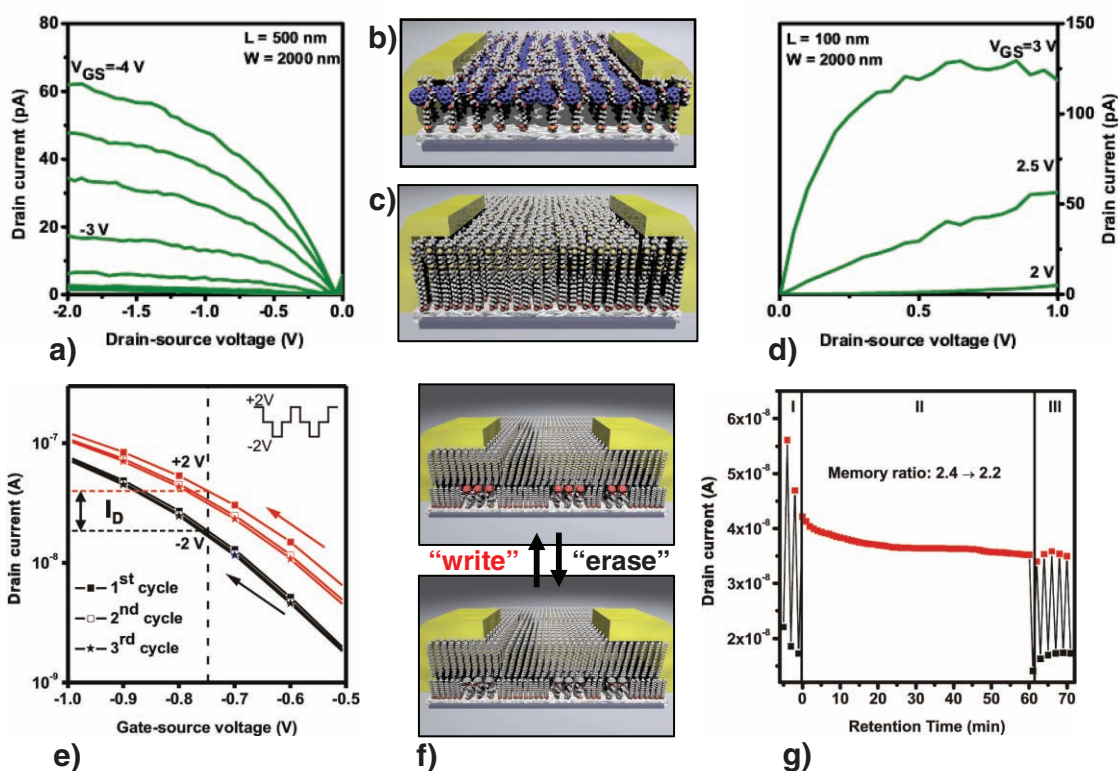 80
60
40
20
0
Drain current (pA)
L = 500 nm
W = 2000 nm
VGS=-4 V
-3 V
-2.0 -1.5 -1.0 -0.5 0.0
Drain-source voltage (V)
a)
b)
c)
L = 100 nm
W = 2000 nm
VGS=3 V
2.5 V
2 V
150
100
50
0
Drain current (pA)
0.0 0.5 1.0
Drain-source voltage (V)
d)
10-7
10-8
10-9
Drain current (A)
+2V
-2V
+2 V
ID
-2 V
1st cycle
2nd cycle
3rd cycle
-1.0 -0.9 -0.8 -0.7 -0.6 -0.5
Gate-source voltage (V)
e)
“write” “erase”
f)
I II III
6x10-8
5x10-8
4x10-8
3x10-8
2x10-8
Drain current (A)
Memory ratio: 2.4 → 2.2
0 10 20 30 40 50 60 70
Retention Time (min)
g)